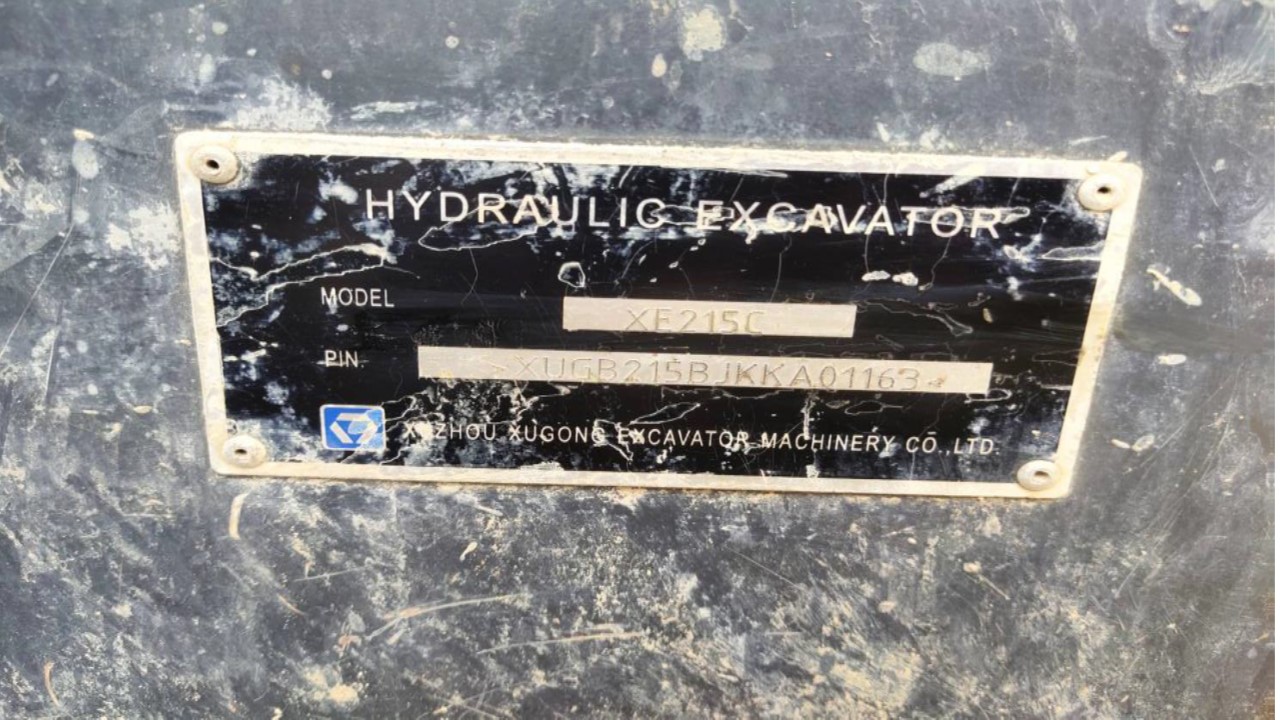 HYDRAULIC EXCAVATOR
MODEL XE215C
PIN >XUGB215BJKKA01163<
XUZHOU XUGONG EXCAVATOR MACHINERY CO.,LTD.